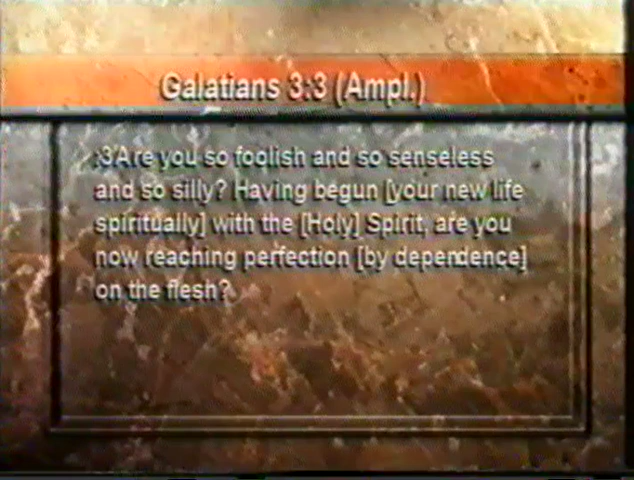 Galatians 3:3 (Ampl.)
:3Are you so foolish and so senseless
and so silly? Having begun [your new life
spiritually] with the [Holy] Spirit, are you
now reaching perfection [by dependence]
on the flesh?